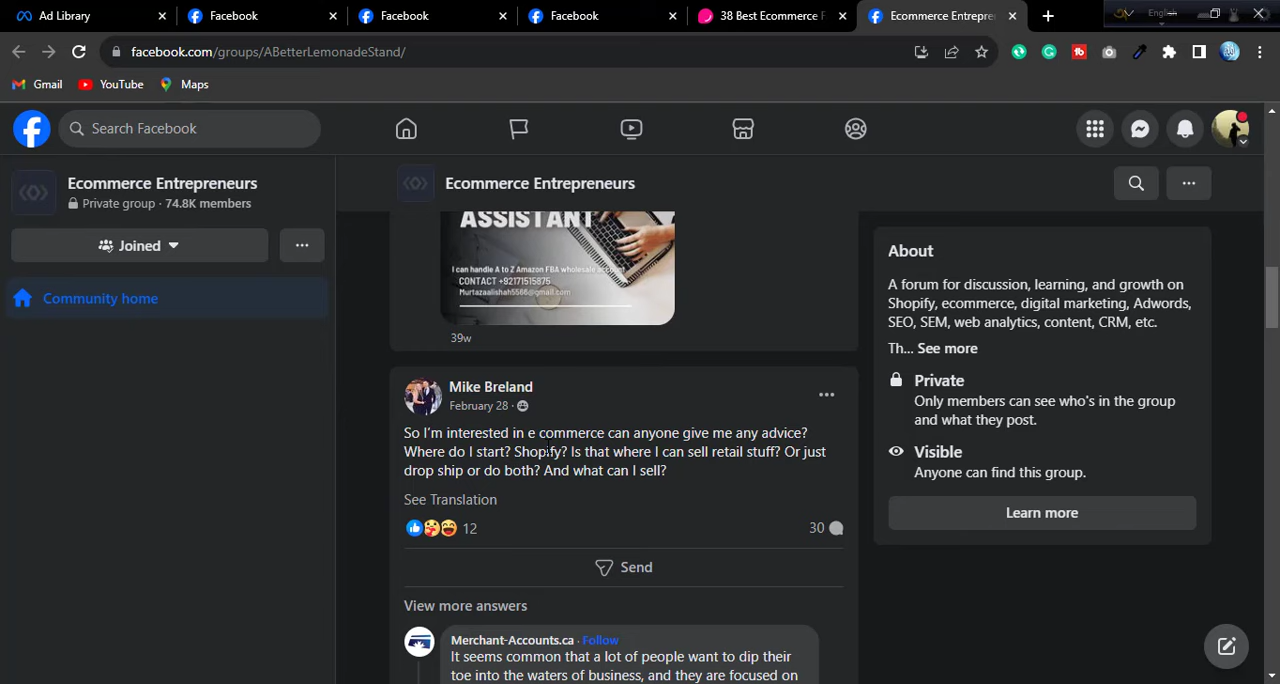 Ad Library
Facebook
Facebook
Facebook
38 Best Ecommerce F
Ecommerce Entrepre
English
facebook.com/groups/ABetterLemonadeStand/
Gmail
YouTube
Maps
Search Facebook
Ecommerce Entrepreneurs
Private group · 74.8K members
Joined
Community home
Ecommerce Entrepreneurs
ASSISTANT
I can handle A to Z Amazon FBA wholesale account
CONTACT +92171515875
Murtazaalishah5566@gmail.com
39w
Mike Breland
February 28 ·
So I'm interested in e commerce can anyone give me any advice?
Where do I start? Shopify? Is that where I can sell retail stuff? Or just
drop ship or do both? And what can I sell?
See Translation
12
30
Send
View more answers
Merchant-Accounts.ca · Follow
It seems common that a lot of people want to dip their
toe into the waters of business, and they are focused on
About
A forum for discussion, learning, and growth on
Shopify, ecommerce, digital marketing, Adwords,
SEO, SEM, web analytics, content, CRM, etc.
Th... See more
Private
Only members can see who's in the group
and what they post.
Visible
Anyone can find this group.
Learn more